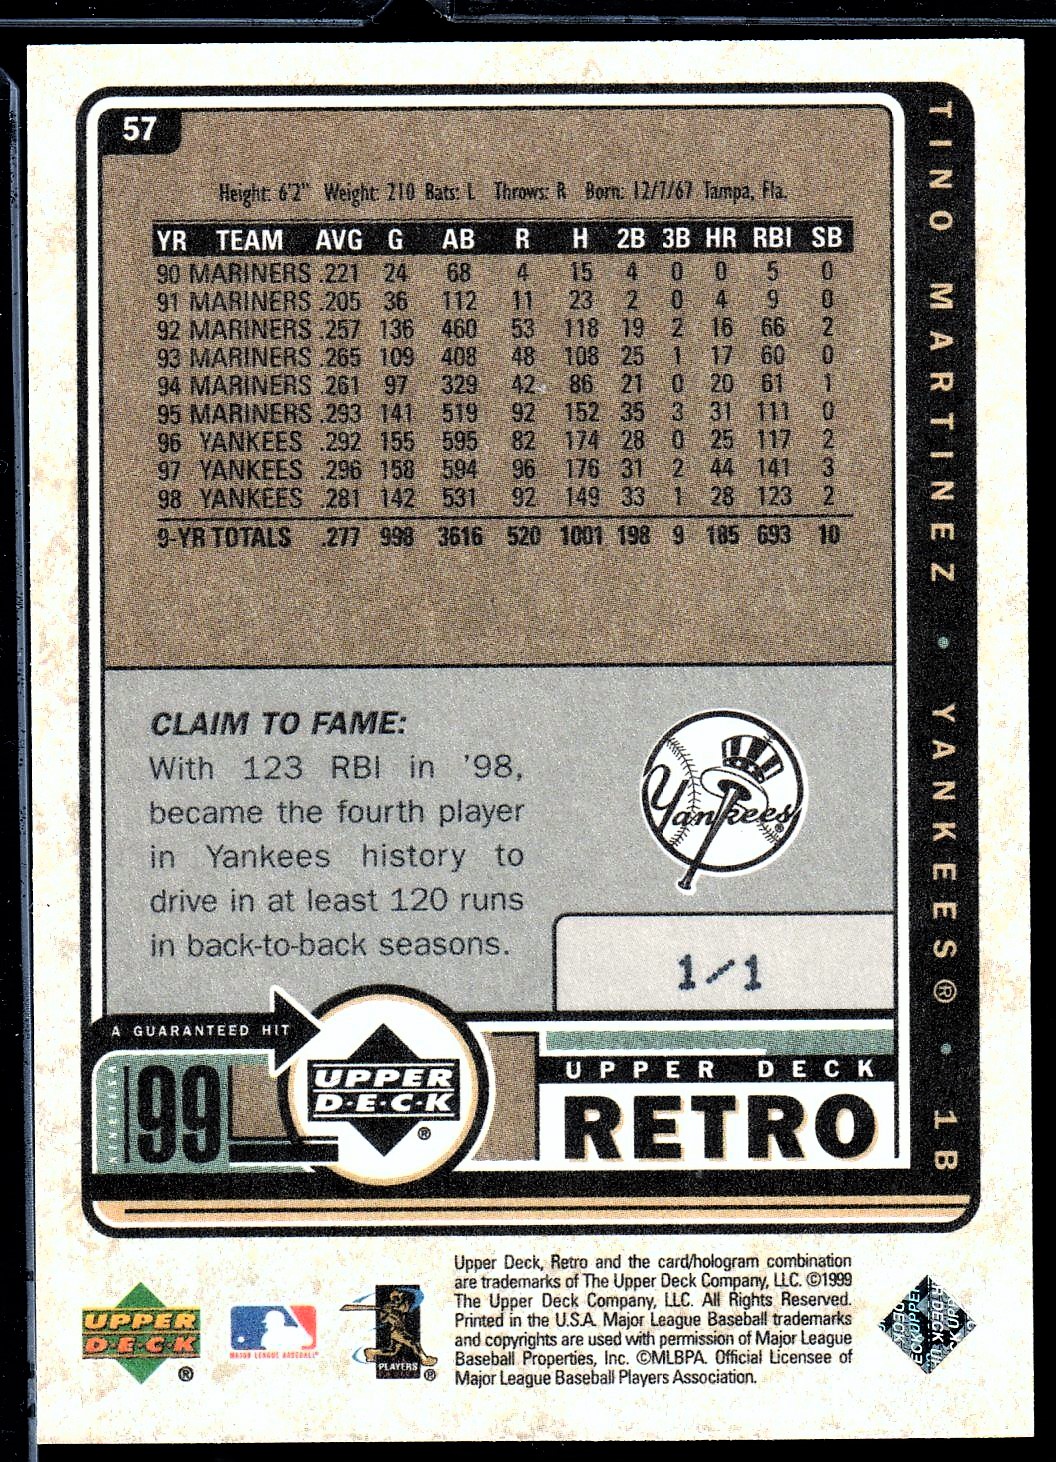 57
Height: 6'2" Weight: 210 Bats: L Throws: R Born: 12/7/67 Tampa, Fla.
YR TEAM AVG G AB R H 2B 3B HR RBI SB
90 MARINERS .221 24 68 4 15 4 0 0 5 0
91 MARINERS .205 36 112 11 23 2 0 4 9 0
92 MARINERS .257 136 460 53 118 19 2 16 66 2
93 MARINERS .265 109 408 48 108 25 1 17 60 0
94 MARINERS .261 97 329 42 86 21 0 20 61 1
95 MARINERS .293 141 519 92 152 35 3 31 111 0
96 YANKEES .292 155 595 82 174 28 0 25 117 2
97 YANKEES .296 158 594 96 176 31 2 44 141 3
98 YANKEES .281 142 531 92 149 33 1 28 123 2
9-YR TOTALS .277 998 3616 520 1001 198 9 185 693 10
TINO MARTINEZ • YANKEES® • 1B
CLAIM TO FAME:
With 123 RBI in '98,
became the fourth player
in Yankees history to
drive in at least 120 runs
in back-to-back seasons.
Yankees®
1/1
A GUARANTEED HIT
NINETEEN
99
UPPER
D•E•C•K
®
UPPER DECK
RETRO
UPPER
DECK
®
MAJOR LEAGUE BASEBALL
PLAYERS
®
Upper Deck, Retro and the card/hologram combination
are trademarks of The Upper Deck Company, LLC. ©1999
The Upper Deck Company, LLC. All Rights Reserved.
Printed in the U.S.A. Major League Baseball trademarks
and copyrights are used with permission of Major League
Baseball Properties, Inc. ©MLBPA. Official Licensee of
Major League Baseball Players Association.